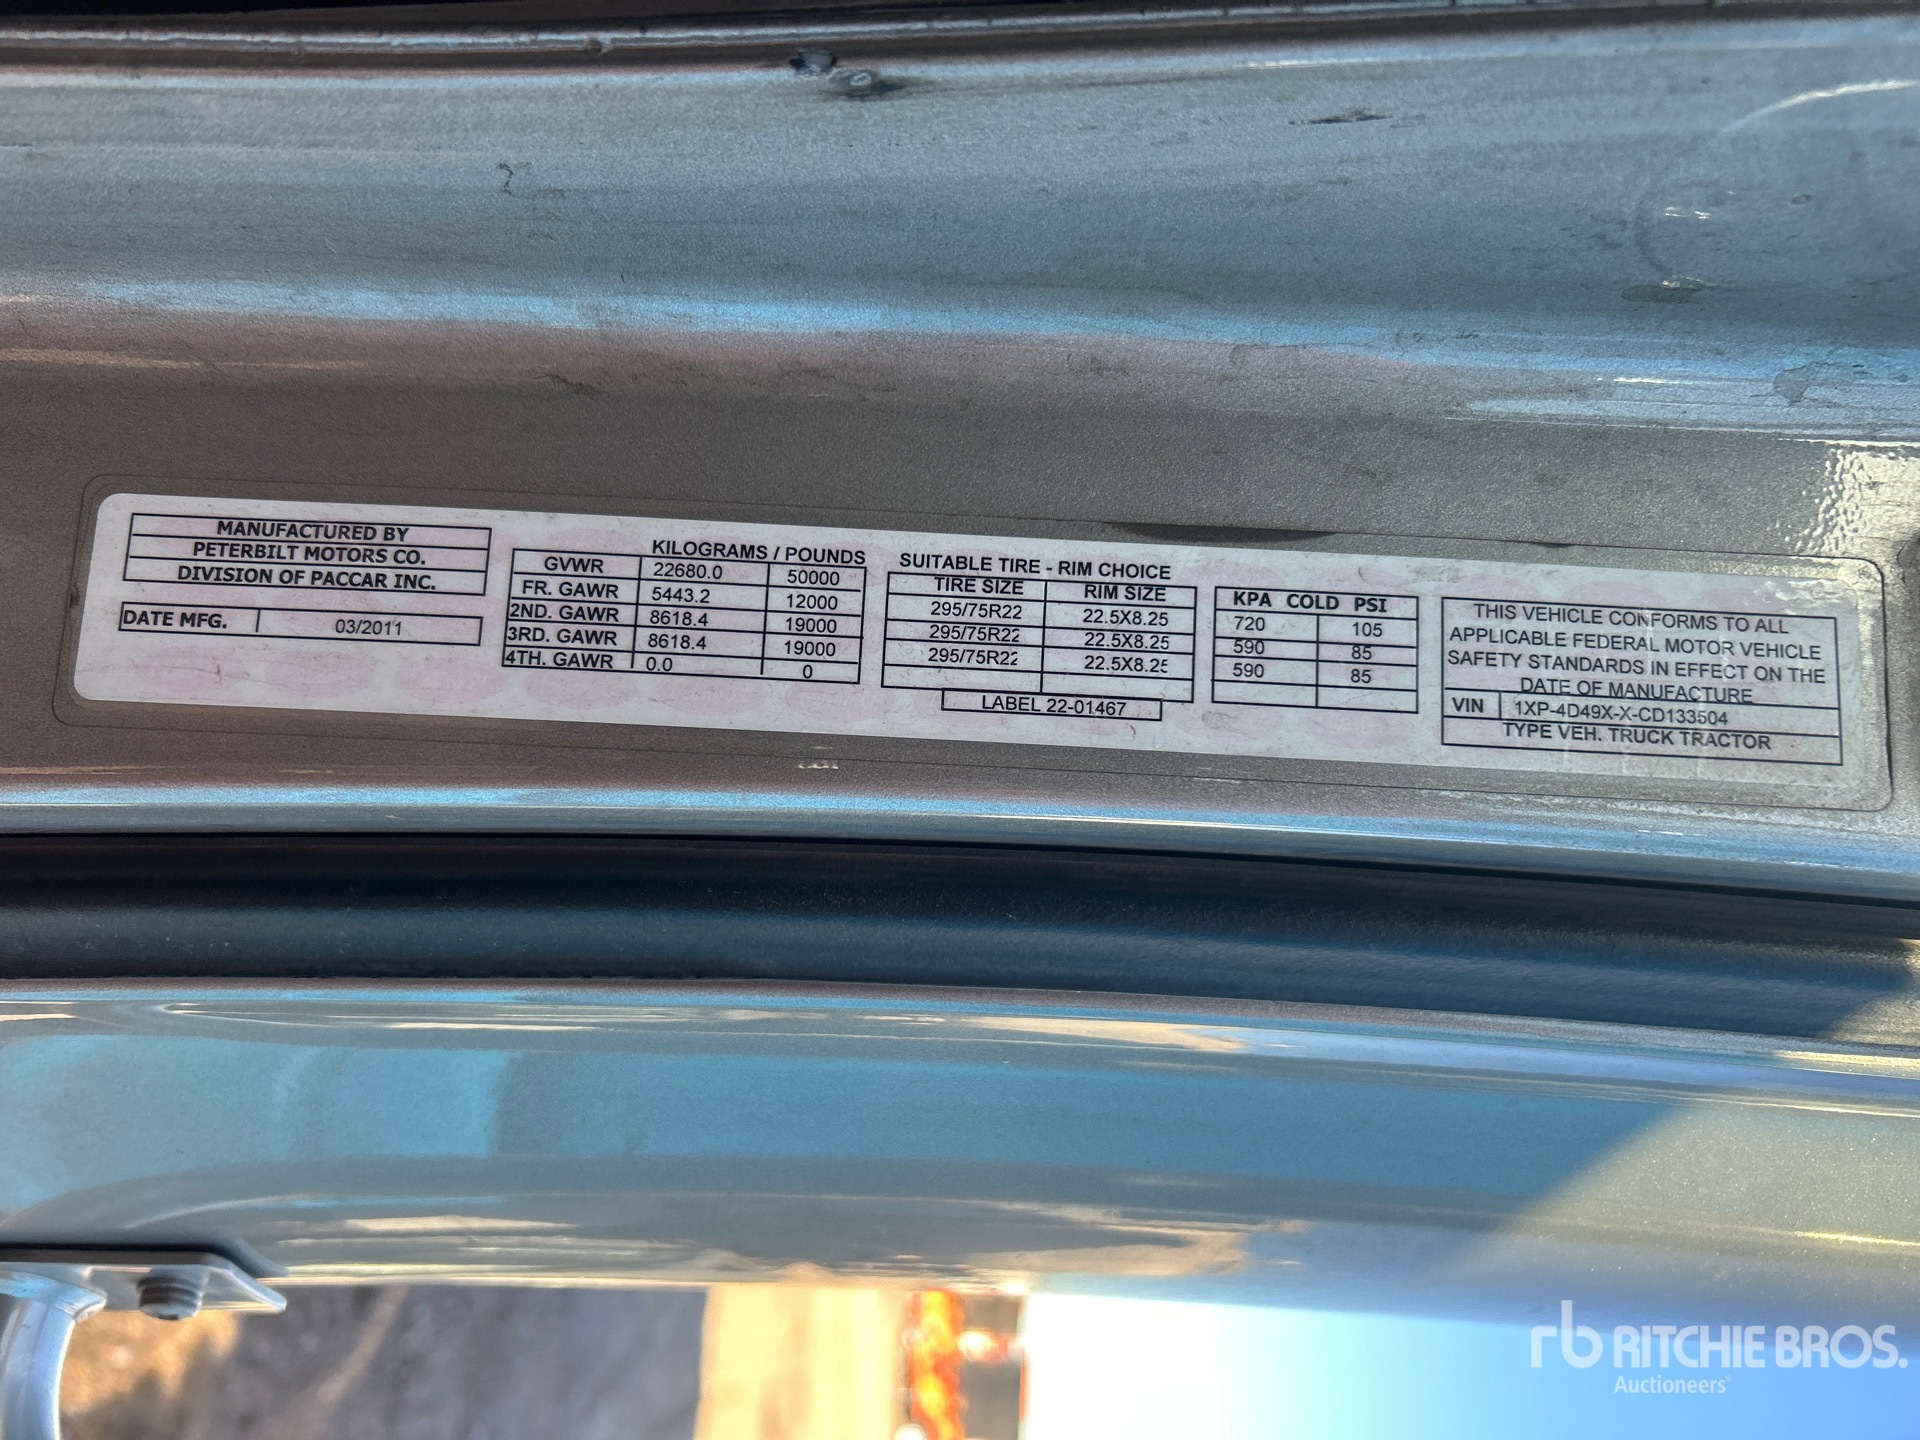 MANUFACTURED BY
PETERBILT MOTORS CO.
DIVISION OF PACCAR INC.
DATE MFG. 03/2011
KILOGRAMS / POUNDS
GVWR 22680.0 50000
FR. GAWR 5443.2 12000
2ND. GAWR 8618.4 19000
3RD. GAWR 8618.4 19000
4TH. GAWR 0.0 0
SUITABLE TIRE - RIM CHOICE
TIRE SIZE RIM SIZE
295/75R22 22.5X8.25
295/75R22 22.5X8.25
295/75R22 22.5X8.25
LABEL 22-01467
KPA COLD PSI
720 105
590 85
590 85
THIS VEHICLE CONFORMS TO ALL
APPLICABLE FEDERAL MOTOR VEHICLE
SAFETY STANDARDS IN EFFECT ON THE
DATE OF MANUFACTURE
VIN 1XP-4D49X-X-CD133504
TYPE VEH. TRUCK TRACTOR
rb RITCHIE BROS.
Auctioneers